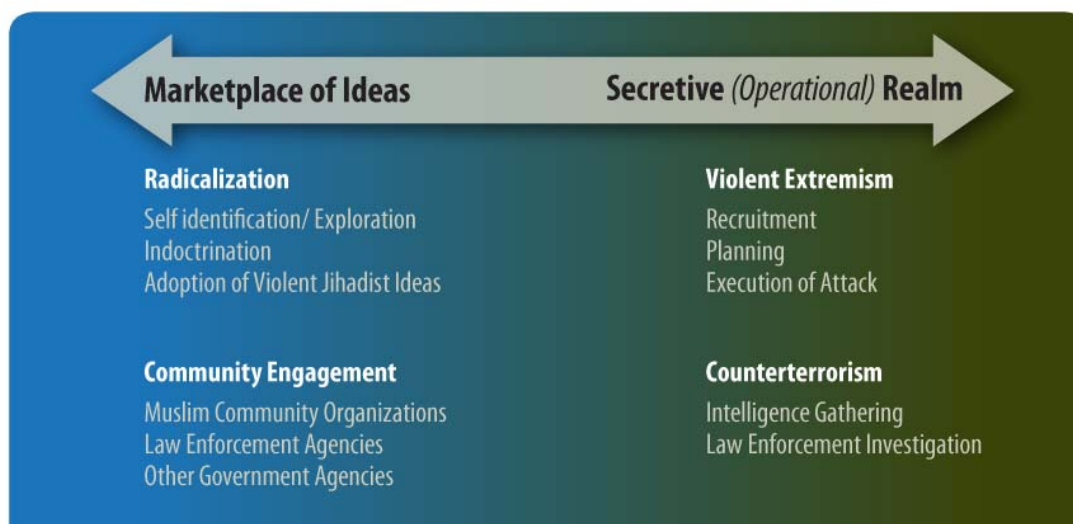 Marketplace of Ideas
Secretive (Operational) Realm
Radicalization
Self identification/ Exploration
Indoctrination
Adoption of Violent Jihadist Ideas
Violent Extremism
Recruitment
Planning
Execution of Attack
Community Engagement
Muslim Community Organizations
Law Enforcement Agencies
Other Government Agencies
Counterterrorism
Intelligence Gathering
Law Enforcement Investigation